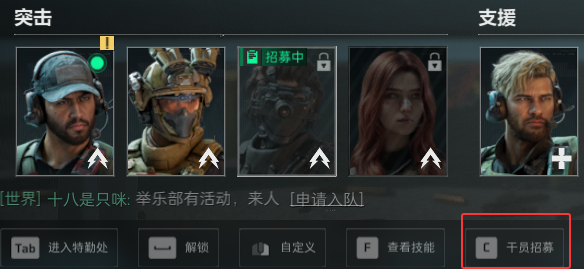 突击 支援
!
招募中
[世界] 十八是只咪: 举乐部有活动，来人 [申请入队]
Tab 进入特勤处 解锁 自定义 F 查看技能 C 干员招募